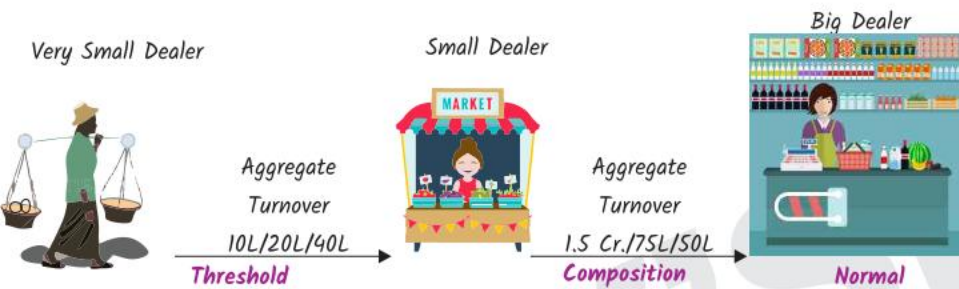 Very Small Dealer
Small Dealer
Big Dealer
MARKET
Aggregate
Turnover
10L/20L/40L
Threshold
Aggregate
Turnover
1.5 Cr./75L/50L
Composition
Normal